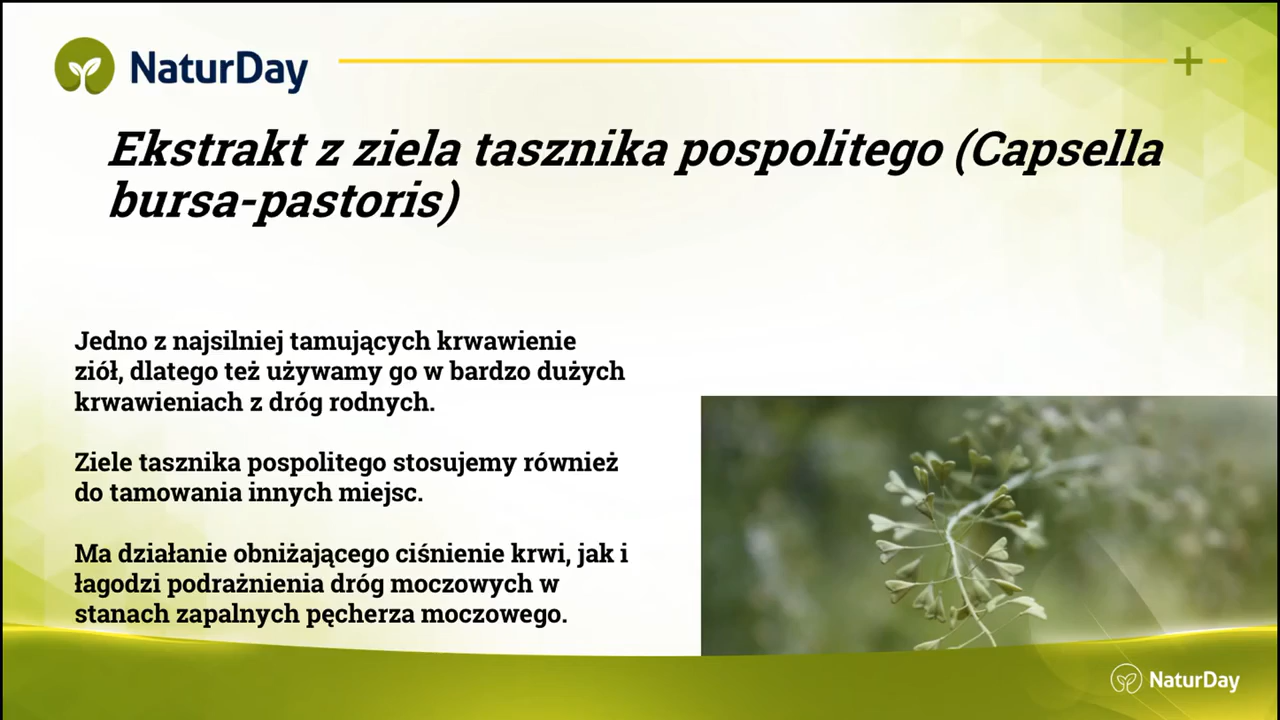 NaturDay
Ekstrakt z ziela tasznika pospolitego (Capsella
bursa-pastoris)
Jedno z najsilniej tamujących krwawienie
ziół, dlatego też używamy go w bardzo dużych
krwawieniach z dróg rodnych.
Ziele tasznika pospolitego stosujemy również
do tamowania innych miejsc.
Ma działanie obniżającego ciśnienie krwi, jak i
łagodzi podrażnienia dróg moczowych w
stanach zapalnych pęcherza moczowego.
NaturDay